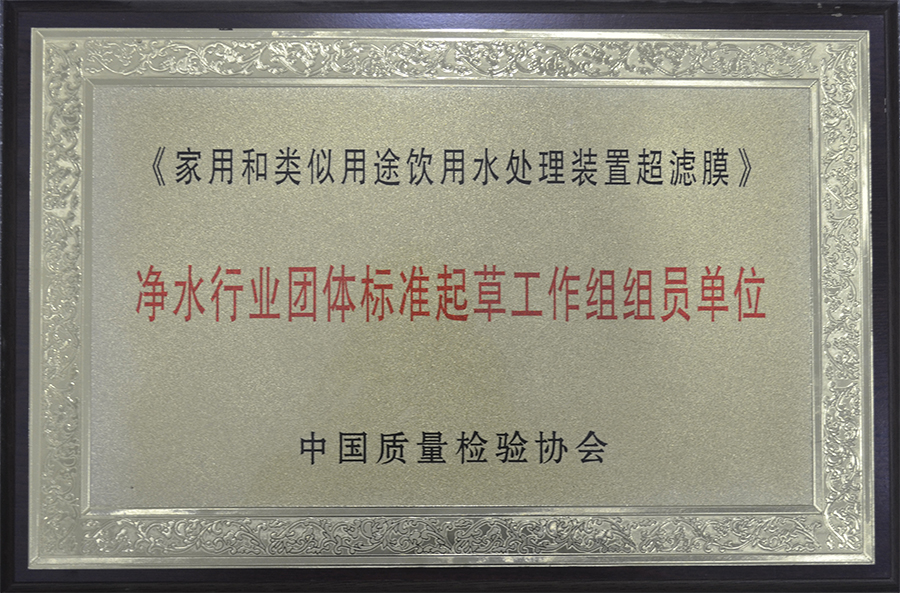 《家用和类似用途饮用水处理装置超滤膜》
净水行业团体标准起草工作组组员单位
中国质量检验协会